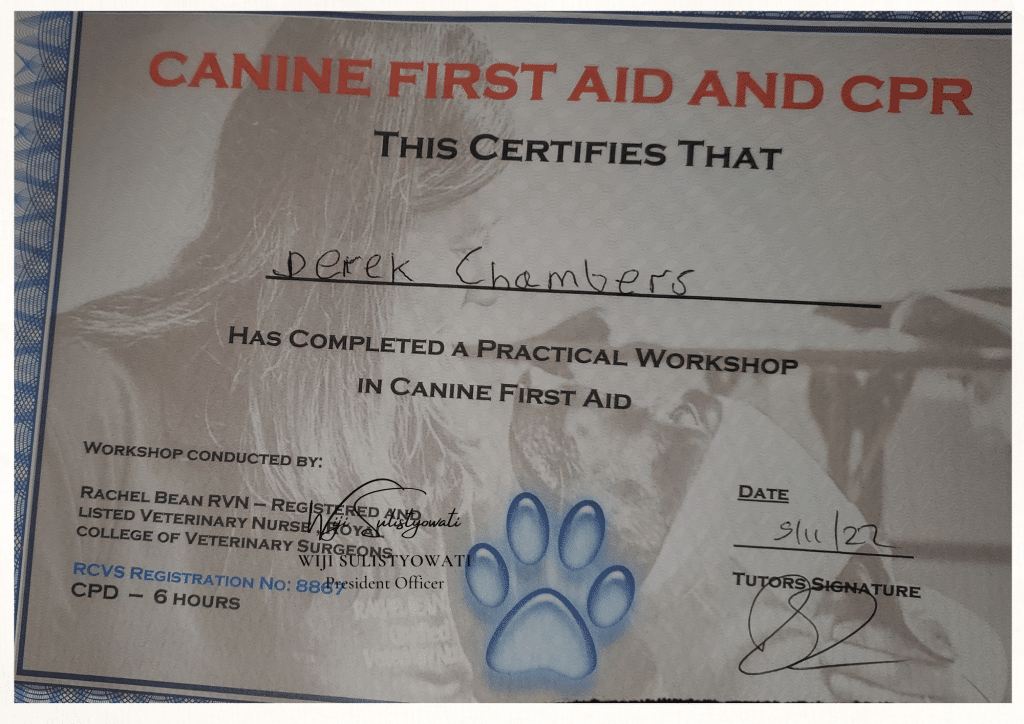 CANINE FIRST AID AND CPR
THIS CERTIFIES THAT
Derek Chambers
HAS COMPLETED A PRACTICAL WORKSHOP
IN CANINE FIRST AID
WORKSHOP CONDUCTED BY:
RACHEL BEAN RVN – REGISTERED AND
LISTED VETERINARY NURSE, ROYAL
COLLEGE OF VETERINARY SURGEONS
RCVS REGISTRATION NO: 8867
CPD – 6 HOURS
Wiji Sulistyowati
WIJI SULISTYOWATI
President Officer
DATE
5/11/22
TUTORS SIGNATURE